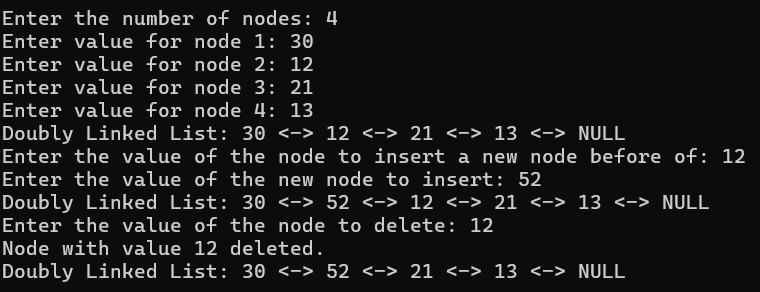 Enter the number of nodes: 4
Enter value for node 1: 30
Enter value for node 2: 12
Enter value for node 3: 21
Enter value for node 4: 13
Doubly Linked List: 30 <-> 12 <-> 21 <-> 13 <-> NULL
Enter the value of the node to insert a new node before of: 12
Enter the value of the new node to insert: 52
Doubly Linked List: 30 <-> 52 <-> 12 <-> 21 <-> 13 <-> NULL
Enter the value of the node to delete: 12
Node with value 12 deleted.
Doubly Linked List: 30 <-> 52 <-> 21 <-> 13 <-> NULL